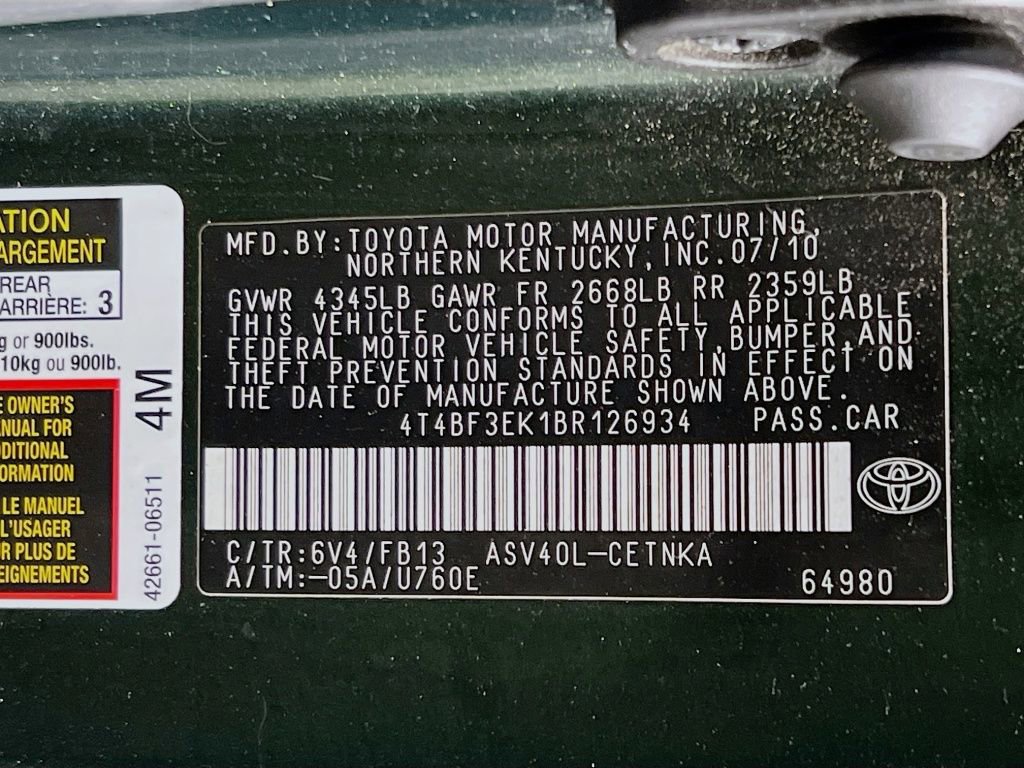 ATION
ARGEMENT
REAR
ARRIÈRE: 3
g or 900lbs.
10kg ou 900lb.
E OWNER'S
ANUAL FOR
DDITIONAL
FORMATION
LE MANUEL
L'USAGER
R PLUS DE
EIGNEMENTS
4M
42661-06511
MFD.BY:TOYOTA MOTOR MANUFACTURING,
NORTHERN KENTUCKY, INC.07/10
GVWR 4345LB GAWR FR 2668LB RR 2359LB
THIS VEHICLE CONFORMS TO ALL APPLICABLE
FEDERAL MOTOR VEHICLE SAFETY,BUMPER,AND
THEFT PREVENTION STANDARDS IN EFFECT ON
THE DATE OF MANUFACTURE SHOWN ABOVE.
4T4BF3EK1BR126934 PASS.CAR
C/TR:6V4/FB13 ASV40L-CETNKA
A/TM:-05A/U760E
64980